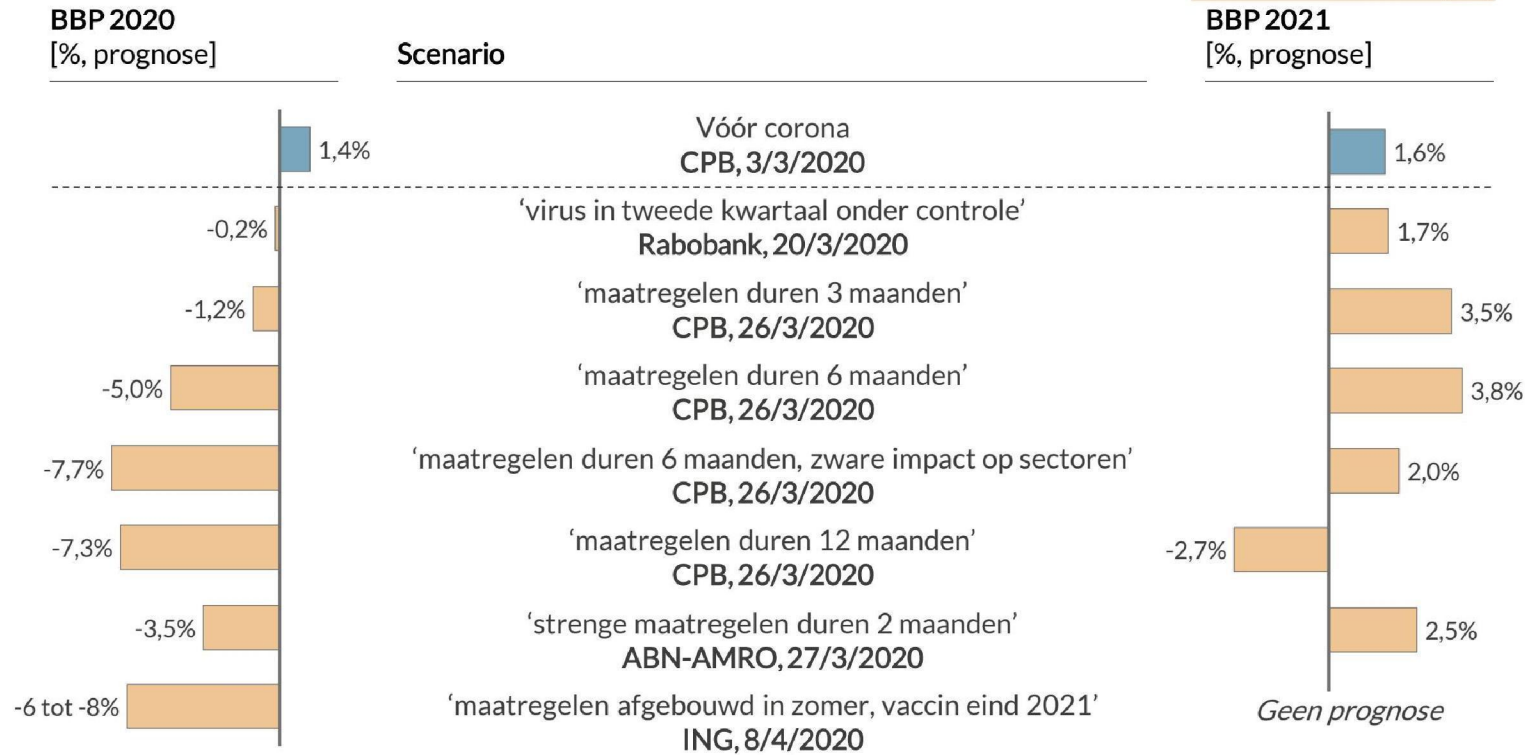 BBP 2020
[%, prognose]
Scenario
BBP 2021
[%, prognose]
1,4%
Vóór corona
CPB, 3/3/2020
1,6%
-0,2%
‘virus in tweede kwartaal onder controle’
Rabobank, 20/3/2020
1,7%
-1,2%
‘maatregelen duren 3 maanden’
CPB, 26/3/2020
3,5%
-5,0%
‘maatregelen duren 6 maanden’
CPB, 26/3/2020
3,8%
-7,7%
‘maatregelen duren 6 maanden, zware impact op sectoren’
CPB, 26/3/2020
2,0%
-7,3%
‘maatregelen duren 12 maanden’
CPB, 26/3/2020
-2,7%
-3,5%
‘strenge maatregelen duren 2 maanden’
ABN-AMRO, 27/3/2020
2,5%
-6 tot -8%
‘maatregelen afgebouwd in zomer, vaccin eind 2021’
ING, 8/4/2020
Geen prognose